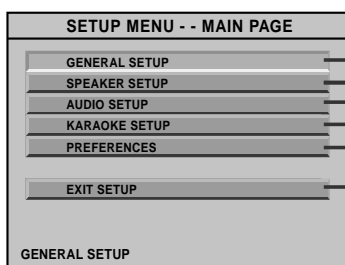 SETUP MENU - - MAIN PAGE
GENERAL SETUP
SPEAKER SETUP
AUDIO SETUP
KARAOKE SETUP
PREFERENCES
EXIT SETUP
GENERAL SETUP